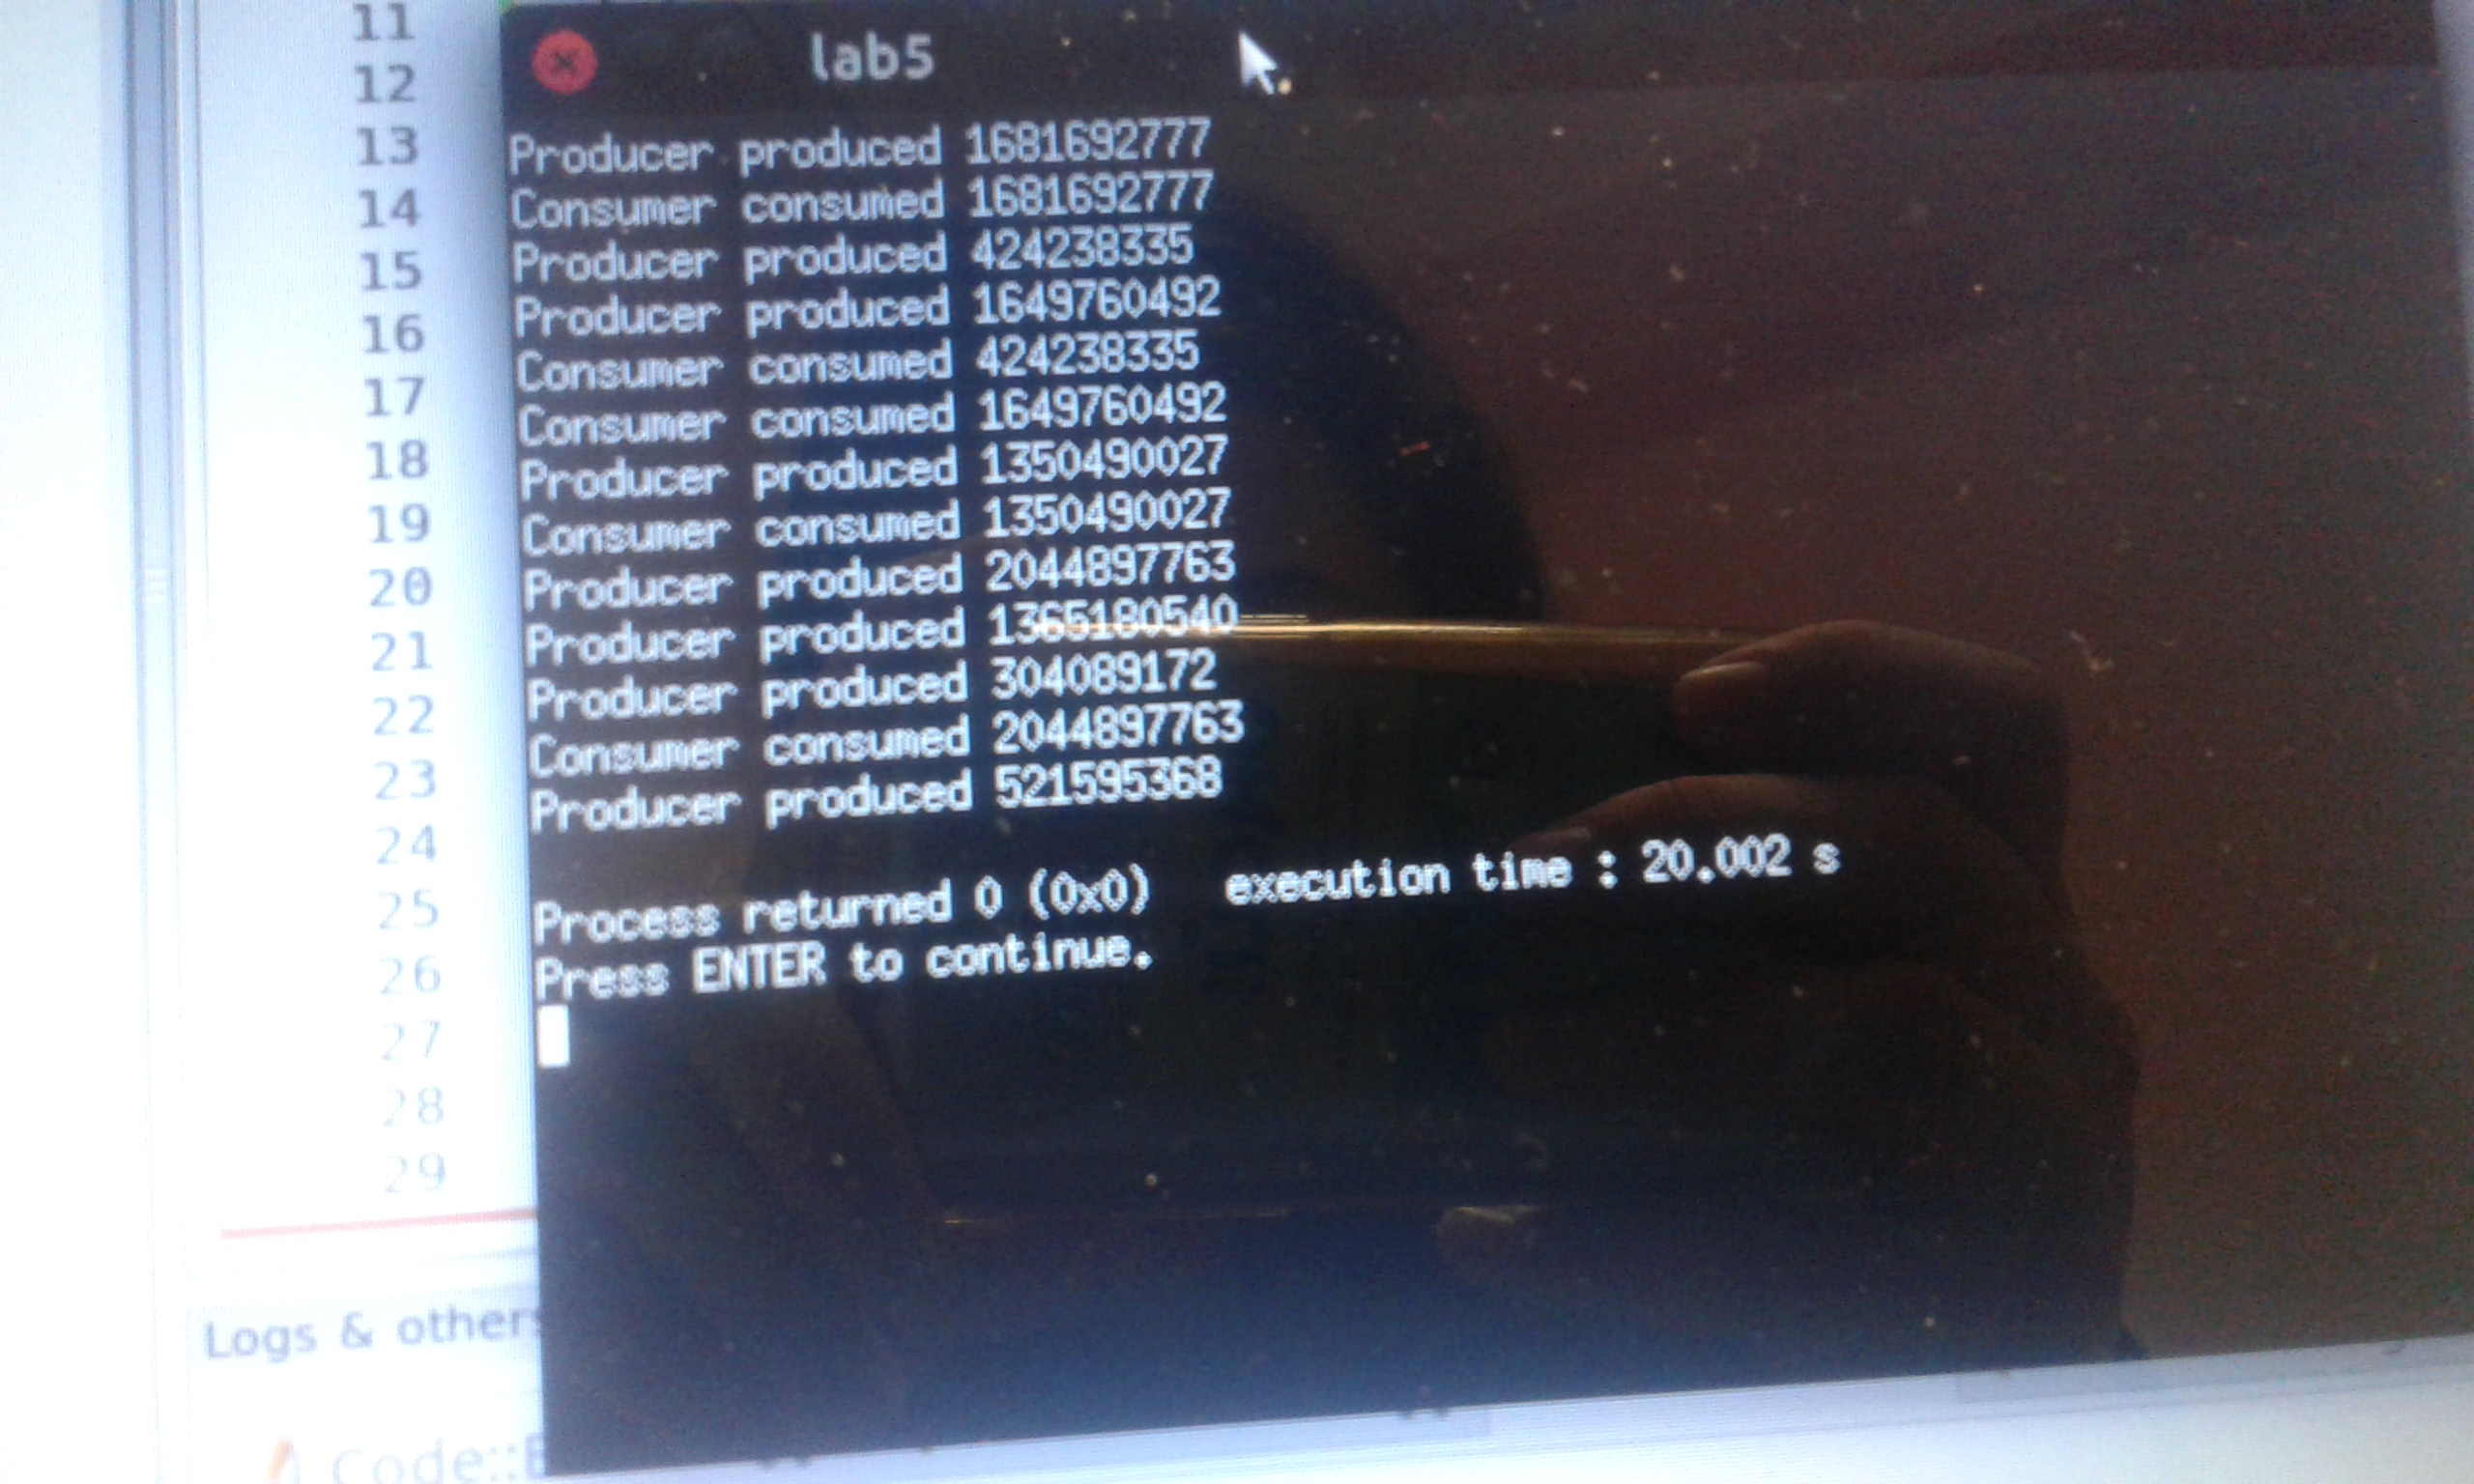 lab5
11
12
13
14
15
16
17
18
19
20
21
22
23
24
25
26
27
28
29
Producer produced 1681692777
Consumer consumed 1681692777
Producer produced 424238335
Producer produced 1649760492
Consumer consumed 424238335
Consumer consumed 1649760492
Producer produced 1350490027
Consumer consumed 1350490027
Producer produced 2044897763
Producer produced 1365180540
Producer produced 304089172
Consumer consumed 2044897763
Producer produced 521595368
Process returned 0 (0x0)   execution time : 20.002 s
Press ENTER to continue.
Logs & others
Code::B